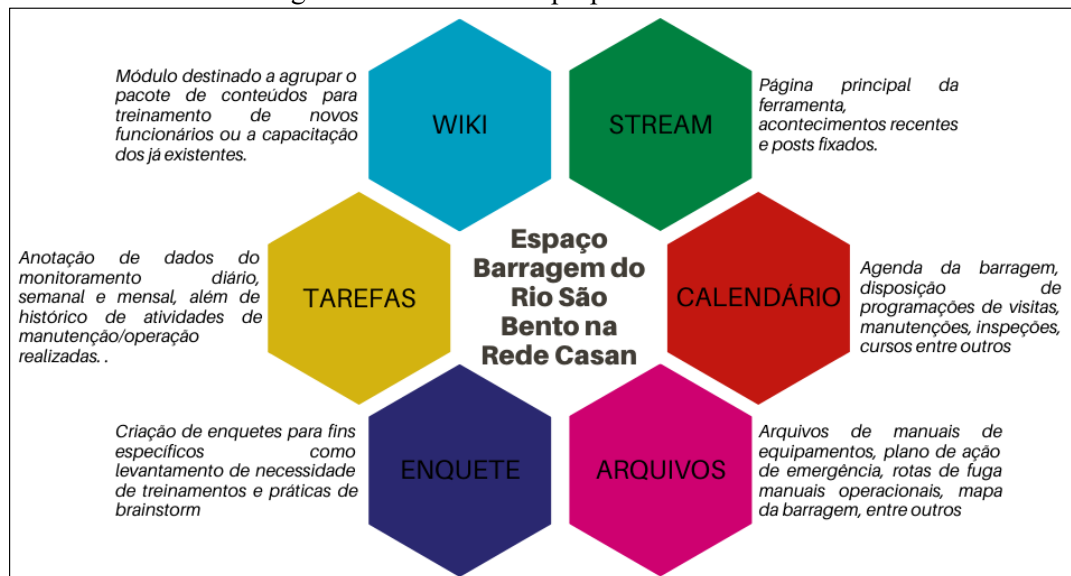 Módulo destinado a agrupar o
pacote de conteúdos para
treinamento de novos
funcionários ou a capacitação
dos já existentes.
WIKI
STREAM
Página principal da
ferramenta,
acontecimentos recentes
e posts fixados.
Anotação de dados do
monitoramento diário,
semanal e mensal, além de
histórico de atividades de
manutenção/operação
realizadas. .
TAREFAS
Espaço
Barragem do
Rio São
Bento na
Rede Casan
CALENDÁRIO
Agenda da barragem,
disposição de
programações de visitas,
manutenções, inspeções,
cursos entre outros
Criação de enquetes para fins
específicos como
levantamento de necessidade
de treinamentos e práticas de
brainstorm
ENQUETE
ARQUIVOS
Arquivos de manuais de
equipamentos, plano de ação
de emergência, rotas de fuga
manuais operacionais, mapa
da barragem, entre outros